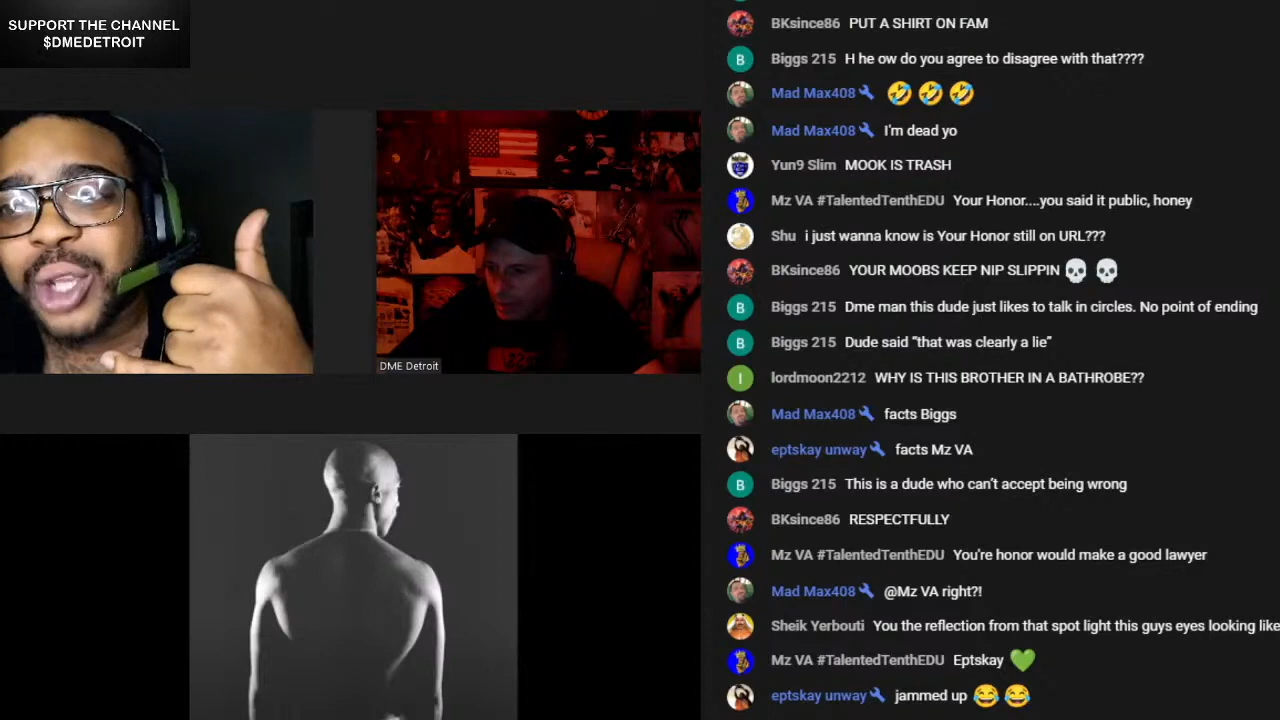 SUPPORT THE CHANNEL
$DMEDETROIT
DME Detroit
BKsince86 PUT A SHIRT ON FAM
B Biggs 215 H he ow do you agree to disagree with that????
Mad Max408 🤣🤣🤣
Mad Max408 I'm dead yo
Yun9 Slim MOOK IS TRASH
Mz VA #TalentedTenthEDU Your Honor....you said it public, honey
Shu i just wanna know is Your Honor still on URL???
BKsince86 YOUR MOOBS KEEP NIP SLIPPIN 💀💀
B Biggs 215 Dme man this dude just likes to talk in circles. No point of ending
B Biggs 215 Dude said “that was clearly a lie”
I lordmoon2212 WHY IS THIS BROTHER IN A BATHROBE??
Mad Max408 facts Biggs
eptskay unway facts Mz VA
B Biggs 215 This is a dude who can’t accept being wrong
BKsince86 RESPECTFULLY
Mz VA #TalentedTenthEDU You're honor would make a good lawyer
Mad Max408 @Mz VA right?!
Sheik Yerbouti You the reflection from that spot light this guys eyes looking like
Mz VA #TalentedTenthEDU Eptskay 💚
eptskay unway jammed up 😂😂